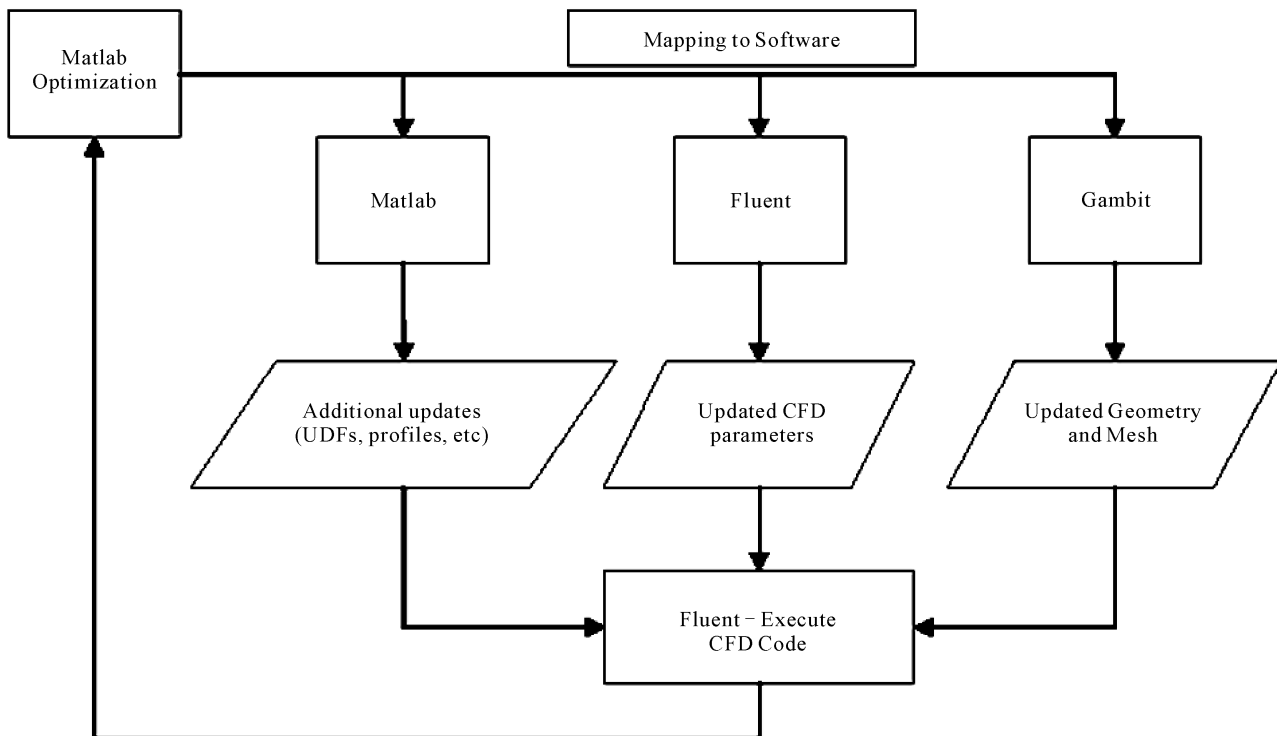 Matlab
Optimization
Mapping to Software
Matlab
Fluent
Gambit
Additional updates
(UDFs, profiles, etc)
Updated CFD
parameters
Updated Geometry
and Mesh
Fluent – Execute
CFD Code